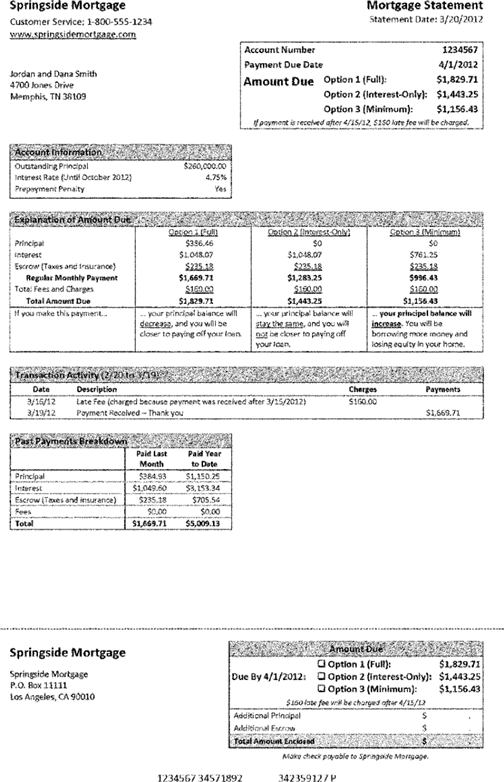 Springside Mortgage
Customer Service: 1-800-555-1234
www.springsidemortgage.com
Mortgage Statement
Statement Date: 3/20/2012
Jordan and Dana Smith
4700 Jones Drive
Memphis, TN 38109
Account Number 1234567
Payment Due Date 4/1/2012
Amount Due Option 1 (Full): $1,829.71
Option 2 (Interest-Only): $1,443.25
Option 3 (Minimum): $1,156.43
If payment is received after 4/15/12, $160 late fee will be charged.
Account Information
Outstanding Principal $260,000.00
Interest Rate (Until October 2012) 4.75%
Prepayment Penalty Yes
Explanation of Amount Due
Option 1 (Full) Option 2 (Interest-Only) Option 3 (Minimum)
Principal $386.46 $0 $0
Interest $1,048.07 $1,048.07 $761.25
Escrow (Taxes and Insurance) $235.18 $235.18 $235.18
Regular Monthly Payment $1,669.71 $1,283.25 $996.43
Total Fees and Charges $160.00 $160.00 $160.00
Total Amount Due $1,829.71 $1,443.25 $1,156.43
If you make this payment... ... your principal balance will decrease, and you will be closer to paying off your loan. ... your principal balance will stay the same, and you will not be closer to paying off your loan. ... your principal balance will increase. You will be borrowing more money and losing equity in your home.
Transaction Activity (2/20 to 3/19)
Date Description Charges Payments
3/16/12 Late Fee (charged because payment was received after 3/15/2012) $160.00
3/19/12 Payment Received – Thank you $1,669.71
Past Payments Breakdown
Paid Last Month Paid Year to Date
Principal $384.93 $1,150.25
Interest $1,049.60 $3,153.34
Escrow (Taxes and Insurance) $235.18 $705.54
Fees $0.00 $0.00
Total $1,669.71 $5,009.13
Springside Mortgage
Springside Mortgage
P.O. Box 11111
Los Angeles, CA 90010
Amount Due
Due By 4/1/2012: ❑ Option 1 (Full): $1,829.71
❑ Option 2 (Interest-Only): $1,443.25
❑ Option 3 (Minimum): $1,156.43
$160 late fee will be charged after 4/15/12
Additional Principal $ .
Additional Escrow $ .
Total Amount Enclosed $ .
Make check payable to Springside Mortgage.
1234567 34571892 342359127 P